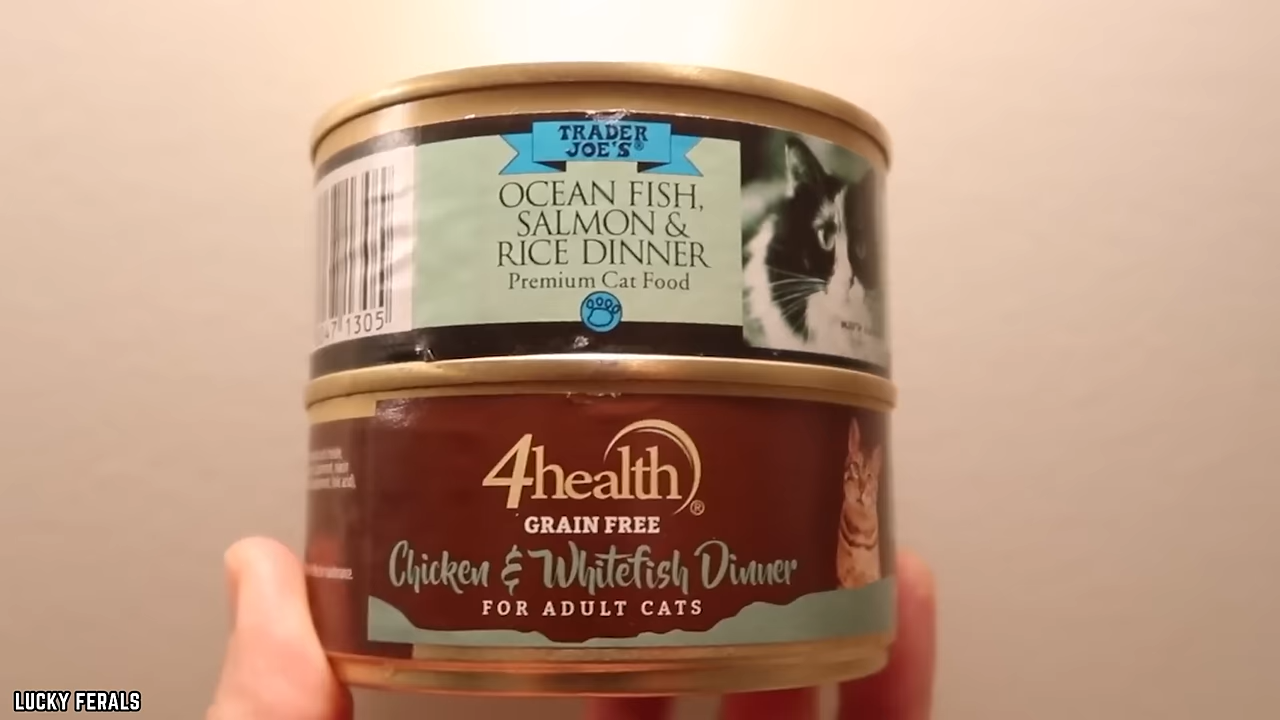 TRADER
JOE'S®
OCEAN FISH,
SALMON &
RICE DINNER
Premium Cat Food
47 1305
4health®
GRAIN FREE
Chicken & Whitefish Dinner
FOR ADULT CATS
LUCKY FERALS